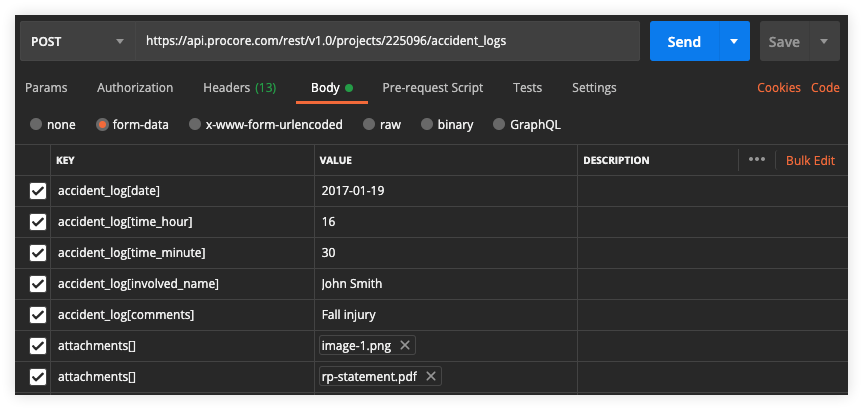 POST https://api.procore.com/rest/v1.0/projects/225096/accident_logs Send Save
Params Authorization Headers (13) Body Pre-request Script Tests Settings Cookies Code
none form-data x-www-form-urlencoded raw binary GraphQL
KEY VALUE DESCRIPTION ••• Bulk Edit
accident_log[date] 2017-01-19
accident_log[time_hour] 16
accident_log[time_minute] 30
accident_log[involved_name] John Smith
accident_log[comments] Fall injury
attachments[] image-1.png ✕
attachments[] rp-statement.pdf ✕